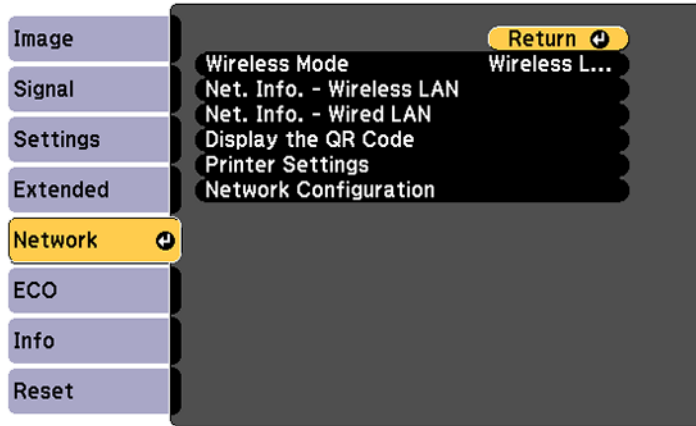 Image
Signal
Settings
Extended
Network
ECO
Info
Reset
Return
Wireless Mode Wireless L...
Net. Info. - Wireless LAN
Net. Info. - Wired LAN
Display the QR Code
Printer Settings
Network Configuration